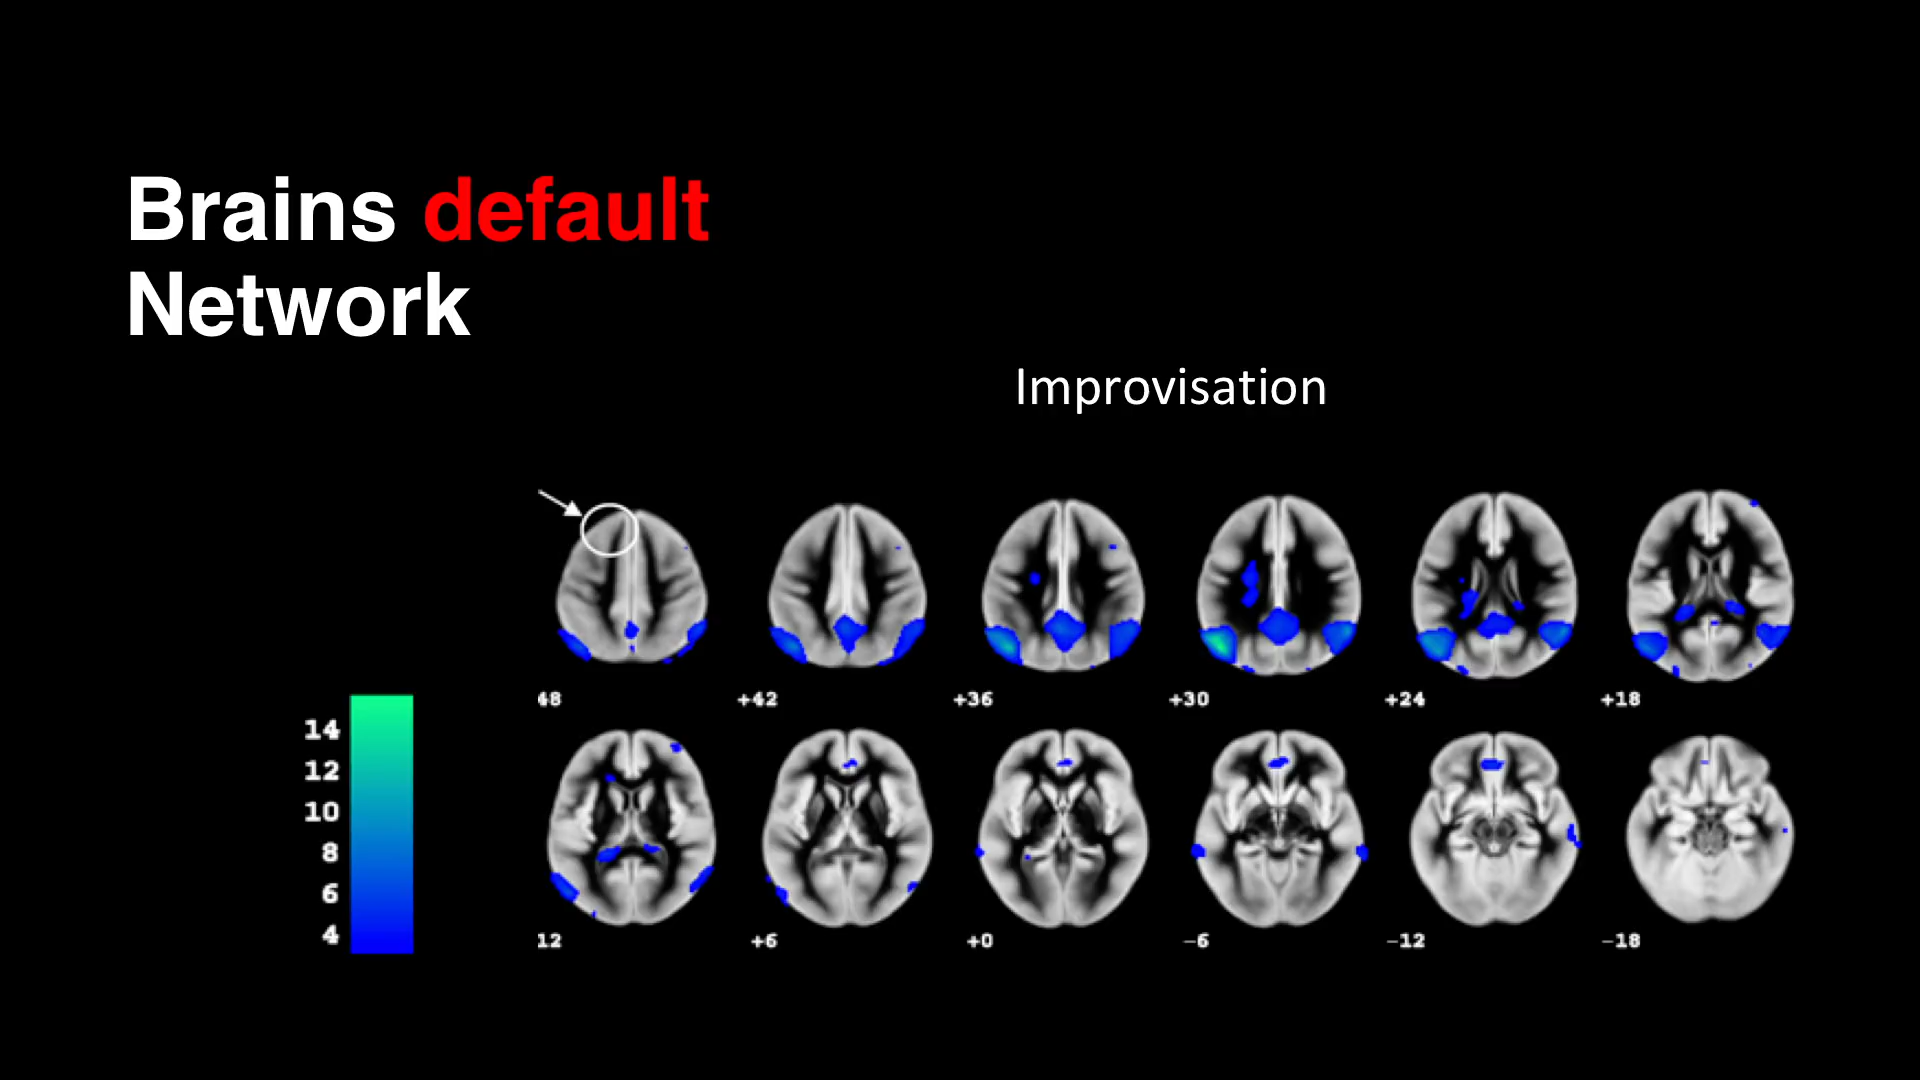 Brains default
Network
Improvisation
48 +42 +36 +30 +24 +18
14
12
10
8
6
4
12 +6 +0 −6 −12 −18